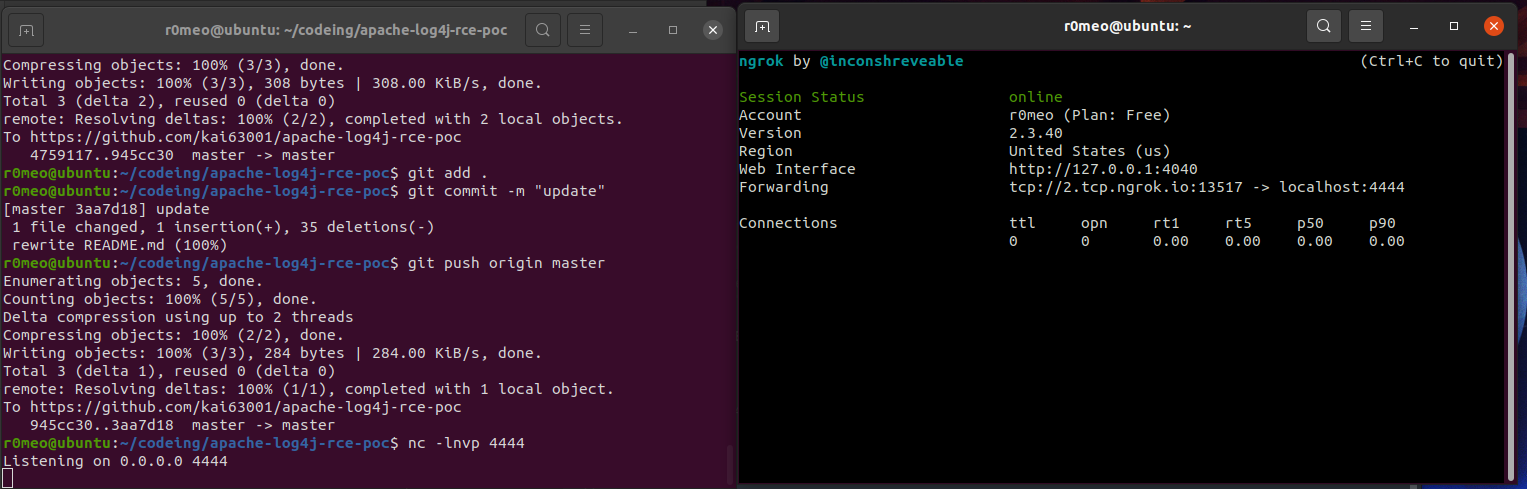 r0meo@ubuntu: ~/codeing/apache-log4j-rce-poc
Compressing objects: 100% (3/3), done.
Writing objects: 100% (3/3), 308 bytes | 308.00 KiB/s, done.
Total 3 (delta 2), reused 0 (delta 0)
remote: Resolving deltas: 100% (2/2), completed with 2 local objects.
To https://github.com/kai63001/apache-log4j-rce-poc
   4759117..945cc30  master -> master
r0meo@ubuntu:~/codeing/apache-log4j-rce-poc$ git add .
r0meo@ubuntu:~/codeing/apache-log4j-rce-poc$ git commit -m "update"
[master 3aa7d18] update
 1 file changed, 1 insertion(+), 35 deletions(-)
 rewrite README.md (100%)
r0meo@ubuntu:~/codeing/apache-log4j-rce-poc$ git push origin master
Enumerating objects: 5, done.
Counting objects: 100% (5/5), done.
Delta compression using up to 2 threads
Compressing objects: 100% (2/2), done.
Writing objects: 100% (3/3), 284 bytes | 284.00 KiB/s, done.
Total 3 (delta 1), reused 0 (delta 0)
remote: Resolving deltas: 100% (1/1), completed with 1 local object.
To https://github.com/kai63001/apache-log4j-rce-poc
   945cc30..3aa7d18  master -> master
r0meo@ubuntu:~/codeing/apache-log4j-rce-poc$ nc -lnvp 4444
Listening on 0.0.0.0 4444
r0meo@ubuntu: ~
ngrok by @inconshreveable (Ctrl+C to quit)
Session Status online
Account r0meo (Plan: Free)
Version 2.3.40
Region United States (us)
Web Interface http://127.0.0.1:4040
Forwarding tcp://2.tcp.ngrok.io:13517 -> localhost:4444
Connections ttl opn rt1 rt5 p50 p90
0 0 0.00 0.00 0.00 0.00